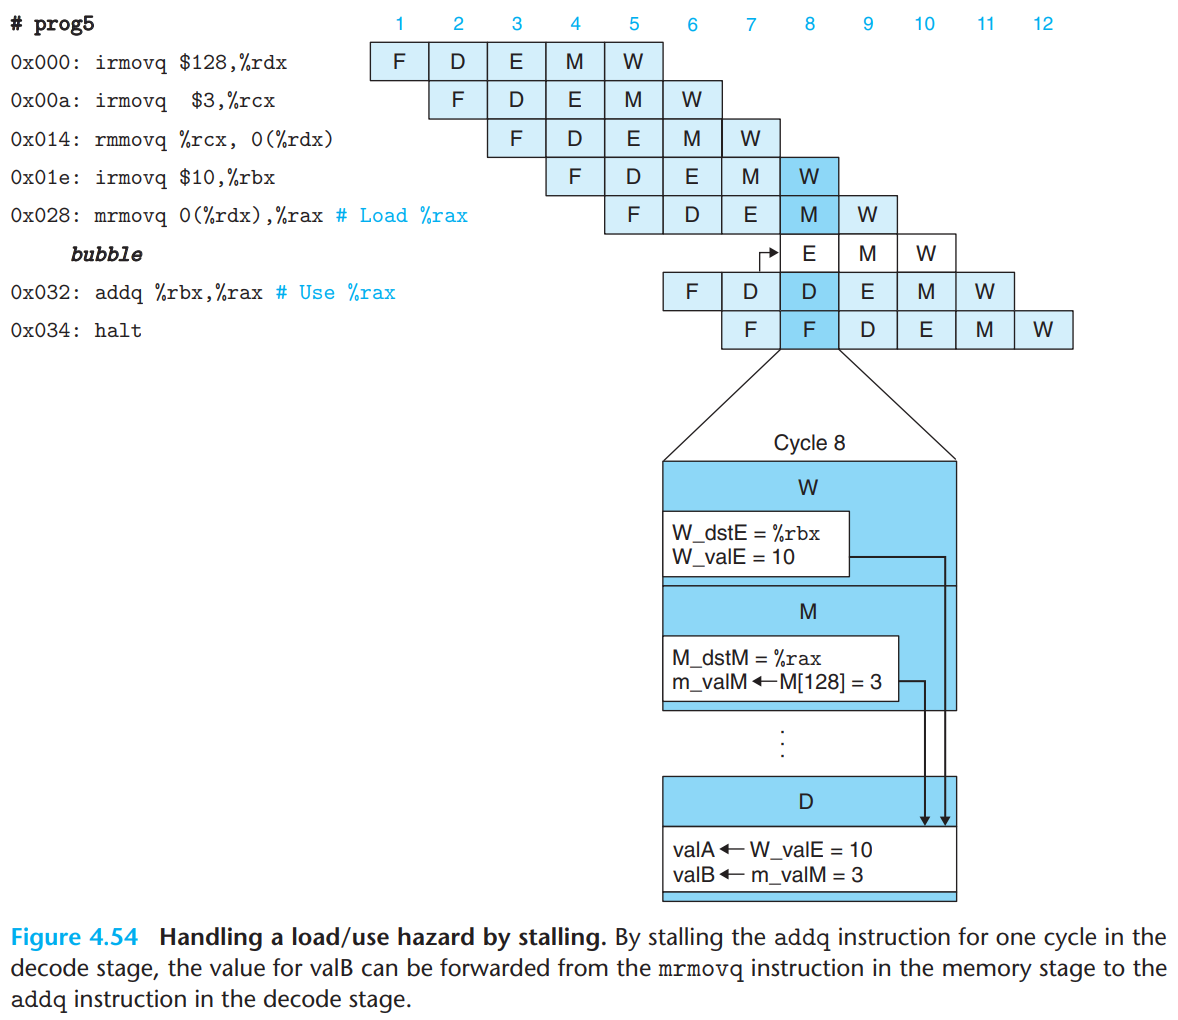 # prog5 1 2 3 4 5 6 7 8 9 10 11 12
0x000: irmovq $128,%rdx F D E M W
0x00a: irmovq $3,%rcx F D E M W
0x014: rmmovq %rcx, 0(%rdx) F D E M W
0x01e: irmovq $10,%rbx F D E M W
0x028: mrmovq 0(%rdx),%rax # Load %rax F D E M W
bubble E M W
0x032: addq %rbx,%rax # Use %rax F D D E M W
0x034: halt F F D E M W
Cycle 8
W
W_dstE = %rbx
W_valE = 10
M
M_dstM = %rax
m_valM ← M[128] = 3
D
valA ← W_valE = 10
valB ← m_valM = 3
Figure 4.54 Handling a load/use hazard by stalling. By stalling the addq instruction for one cycle in the
decode stage, the value for valB can be forwarded from the mrmovq instruction in the memory stage to the
addq instruction in the decode stage.